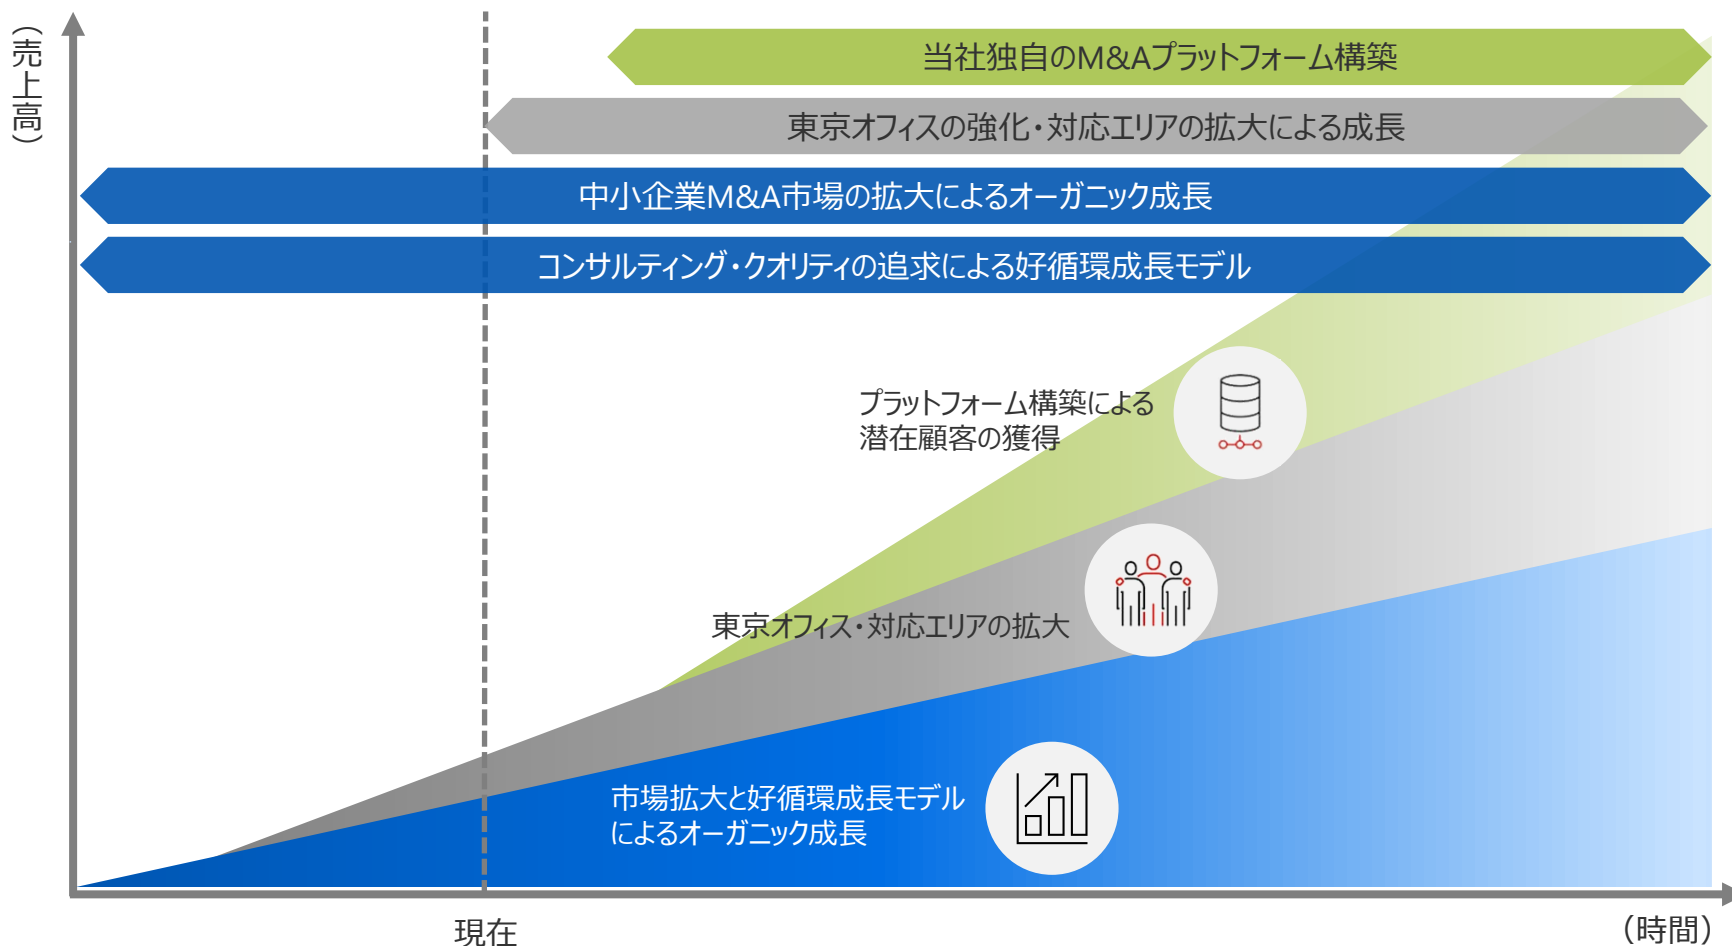 （売上高）
当社独自のM&Aプラットフォーム構築
東京オフィスの強化・対応エリアの拡大による成長
中小企業M&A市場の拡大によるオーガニック成長
コンサルティング・クオリティの追求による好循環成長モデル
プラットフォーム構築による
潜在顧客の獲得
東京オフィス・対応エリアの拡大
市場拡大と好循環成長モデル
によるオーガニック成長
現在
（時間）